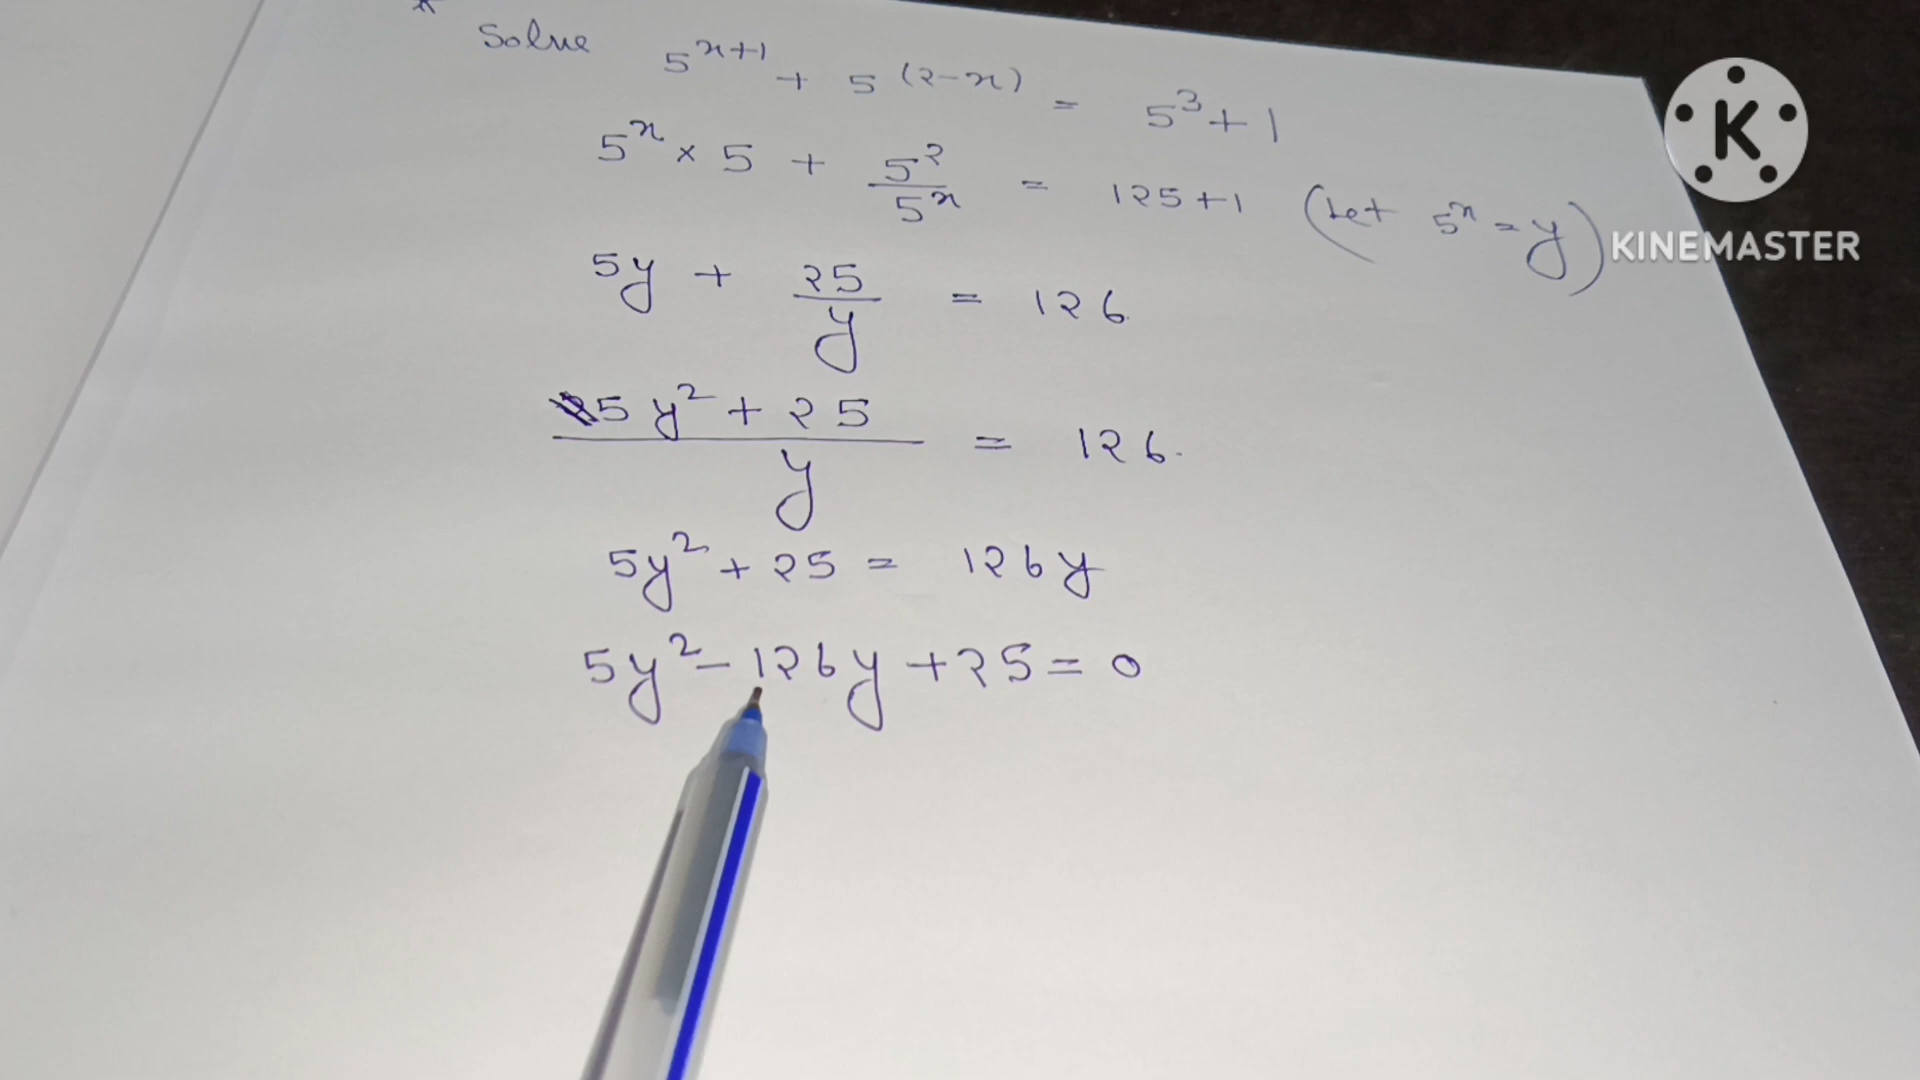 * Solve 5^{x+1} + 5^{(2-x)} = 5^3 + 1
5^x × 5 + 5^2/5^x = 125 + 1 (Let 5^x = y)
5y + 25/y = 126.
(5y^2 + 25)/y = 126.
5y^2 + 25 = 126y
5y^2 - 126y + 25 = 0
K
KINEMASTER